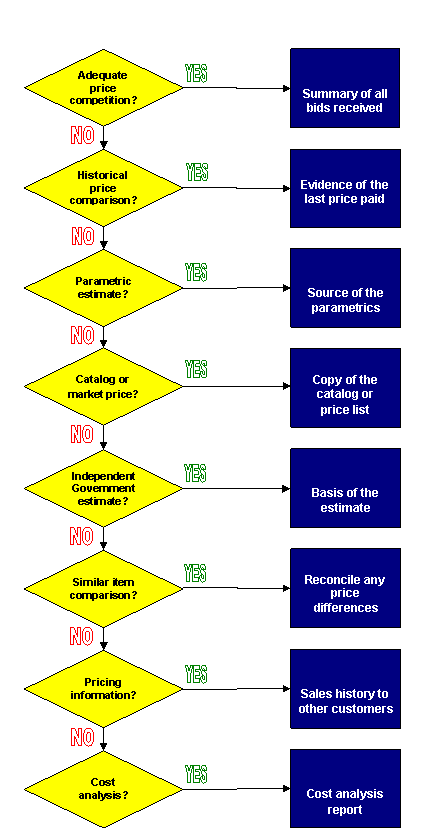 Adequate
price
competition?
YES
Summary of all
bids received
NO
Historical
price
comparison?
YES
Evidence of the
last price paid
NO
Parametric
estimate?
YES
Source of the
parametrics
NO
Catalog or
market price?
YES
Copy of the
catalog or
price list
NO
Independent
Government
estimate?
YES
Basis of the
estimate
NO
Similar item
comparison?
YES
Reconcile any
price
differences
NO
Pricing
information?
YES
Sales history to
other customers
NO
Cost
analysis?
YES
Cost analysis
report